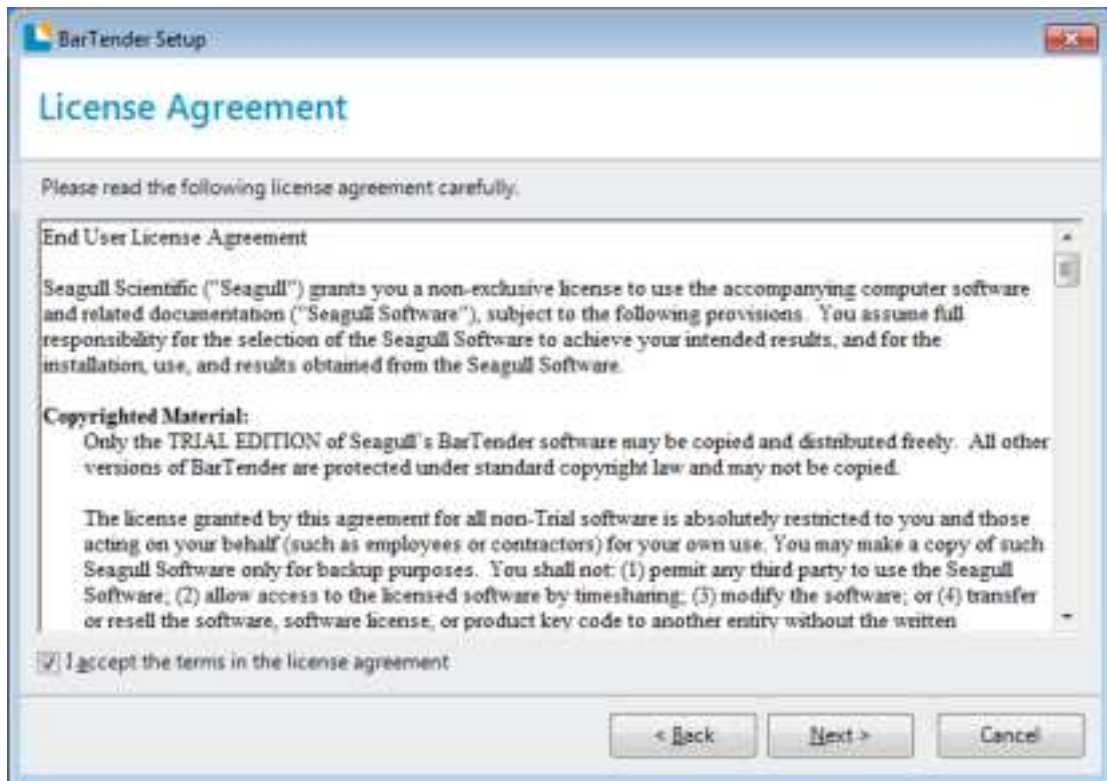 BarTender Setup
License Agreement
Please read the following license agreement carefully.
End User License Agreement
Seagull Scientific ("Seagull") grants you a non-exclusive license to use the accompanying computer software
and related documentation ("Seagull Software"), subject to the following provisions.  You assume full
responsibility for the selection of the Seagull Software to achieve your intended results, and for the
installation, use, and results obtained from the Seagull Software.
Copyrighted Material:
Only the TRIAL EDITION of Seagull's BarTender software may be copied and distributed freely.  All other
versions of BarTender are protected under standard copyright law and may not be copied.
The license granted by this agreement for all non-Trial software is absolutely restricted to you and those
acting on your behalf (such as employees or contractors) for your own use. You may make a copy of such
Seagull Software only for backup purposes.  You shall not: (1) permit any third party to use the Seagull
Software; (2) allow access to the licensed software by timesharing; (3) modify the software; or (4) transfer
or resell the software, software license, or product key code to another entity without the written
I accept the terms in the license agreement
< Back
Next >
Cancel